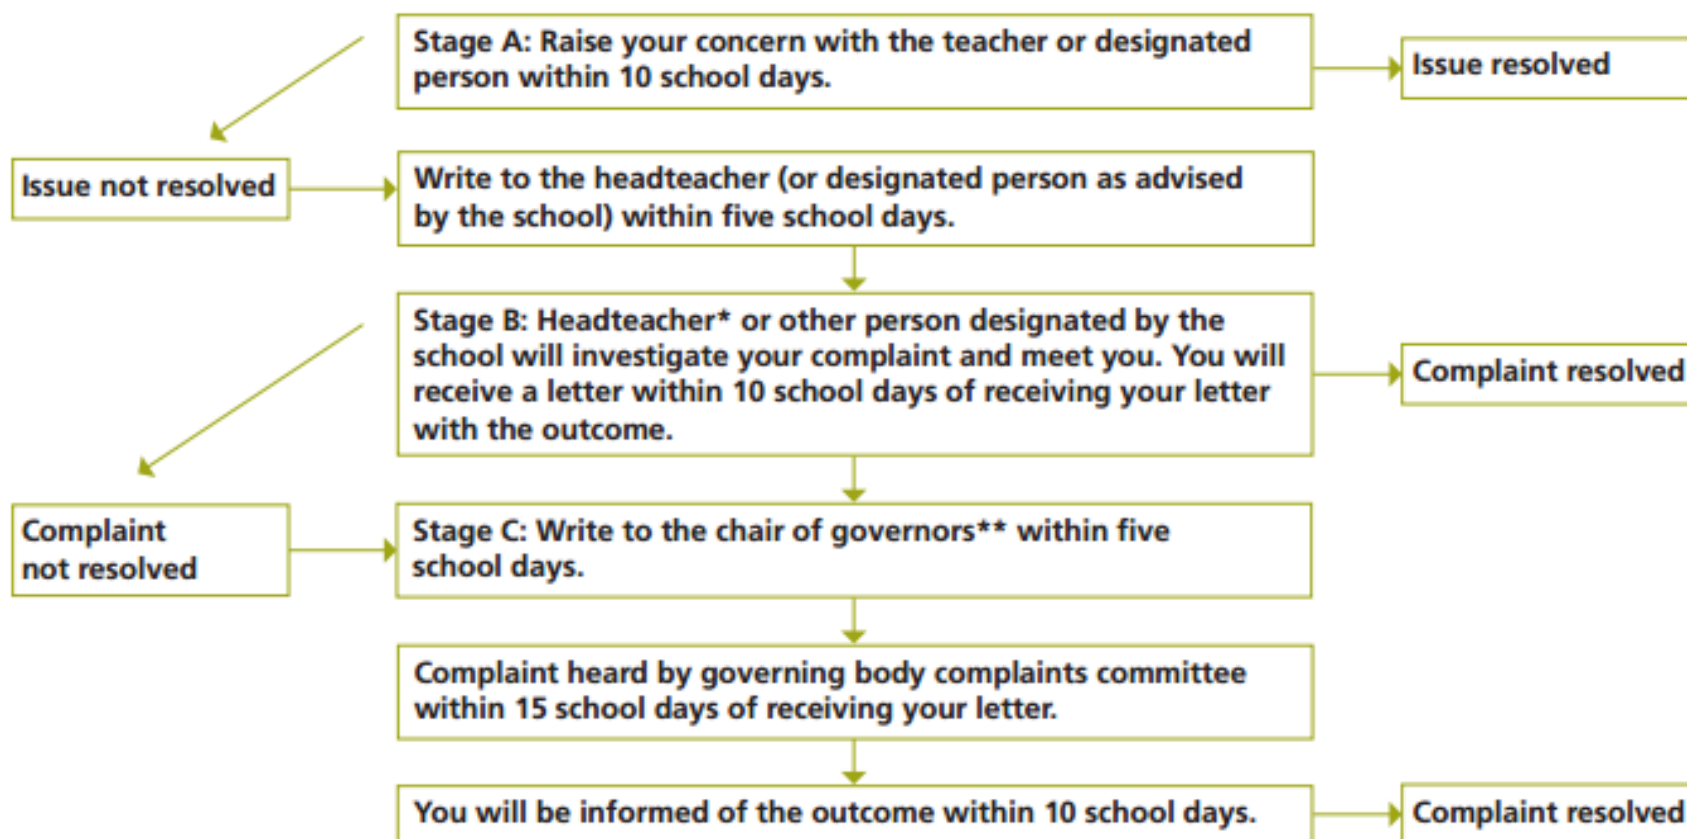 Stage A: Raise your concern with the teacher or designated
person within 10 school days.
Issue resolved
Issue not resolved
Write to the headteacher (or designated person as advised
by the school) within five school days.
Stage B: Headteacher* or other person designated by the
school will investigate your complaint and meet you. You will
receive a letter within 10 school days of receiving your letter
with the outcome.
Complaint resolved
Complaint
not resolved
Stage C: Write to the chair of governors** within five
school days.
Complaint heard by governing body complaints committee
within 15 school days of receiving your letter.
You will be informed of the outcome within 10 school days.
Complaint resolved